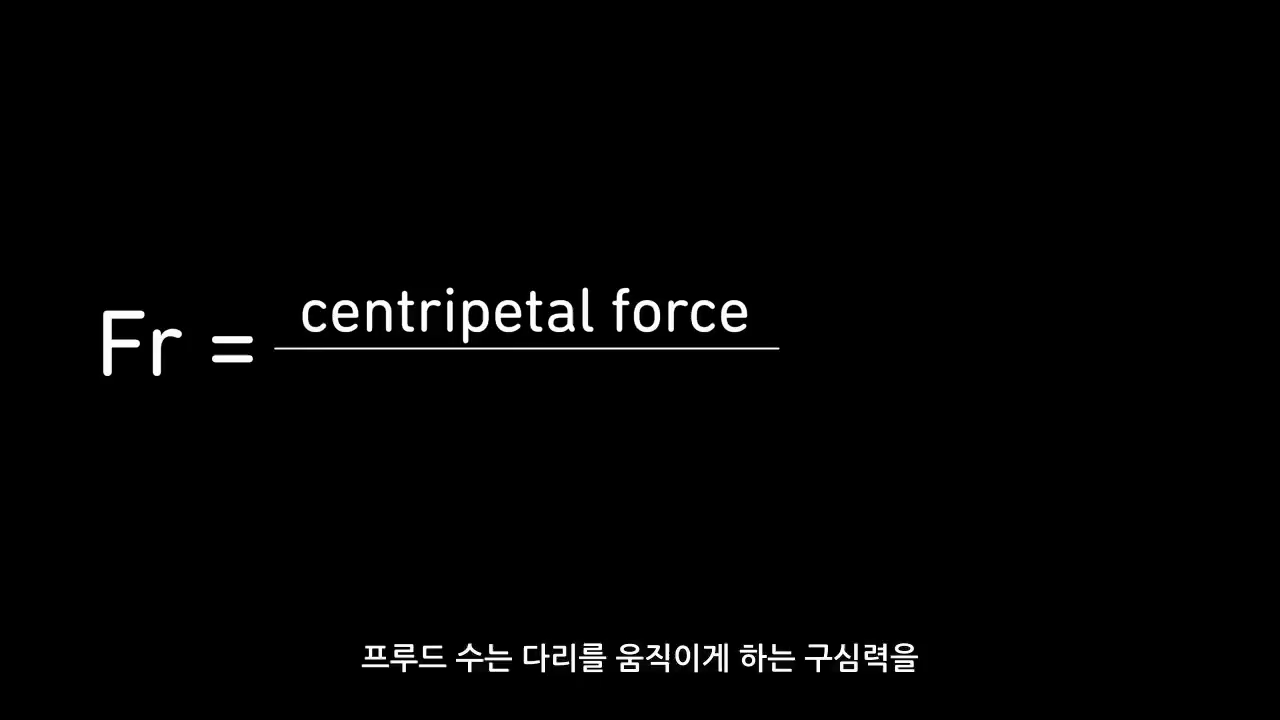 centripetal force
Fr =
프루드 수는 다리를 움직이게 하는 구심력을